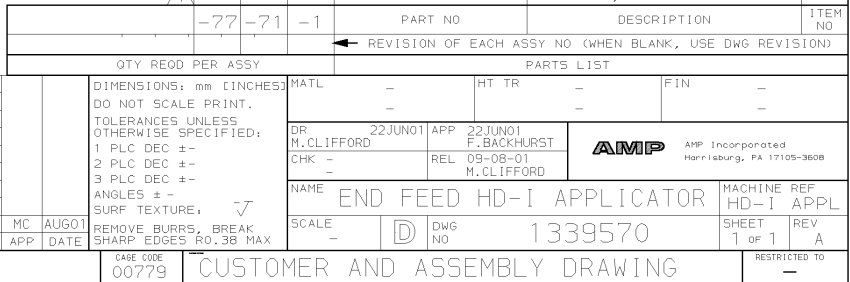 -77 -71 -1 PART NO DESCRIPTION ITEM NO
REVISION OF EACH ASSY NO (WHEN BLANK, USE DWG REVISION)
QTY REQD PER ASSY PARTS LIST
DIMENSIONS: mm [INCHES]
DO NOT SCALE PRINT.
TOLERANCES UNLESS
OTHERWISE SPECIFIED:
1 PLC DEC ±-
2 PLC DEC ±-
3 PLC DEC ±-
ANGLES ± -
SURF TEXTURE: √
REMOVE BURRS, BREAK
SHARP EDGES R0.38 MAX
MATL - -
HT TR - -
FIN - -
DR 22JUN01
M.CLIFFORD
APP 22JUN01
F.BACKHURST
CHK - -
REL 09-08-01
M.CLIFFORD
AMP
AMP Incorporated
Harrisburg, PA 17105-3608
NAME END FEED HD-I APPLICATOR
MACHINE REF
HD-I APPL
MC AUG01
APP DATE
SCALE -
D
DWG NO 1339570
SHEET
1 OF 1
REV
A
CAGE CODE
00779
CUSTOMER AND ASSEMBLY DRAWING
RESTRICTED TO
-